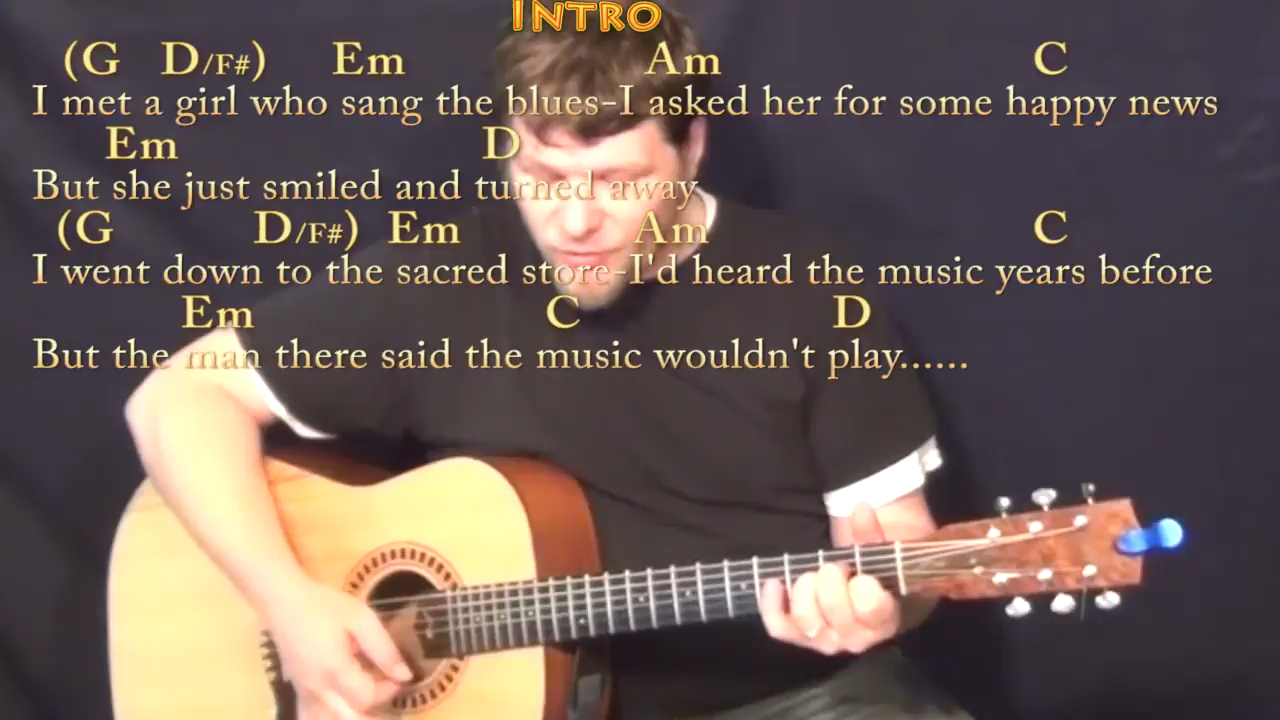 INTRO
(G D/F#) Em Am C
I met a girl who sang the blues-I asked her for some happy news
Em D
But she just smiled and turned away
(G D/F#) Em Am C
I went down to the sacred store-I'd heard the music years before
Em C D
But the man there said the music wouldn't play......